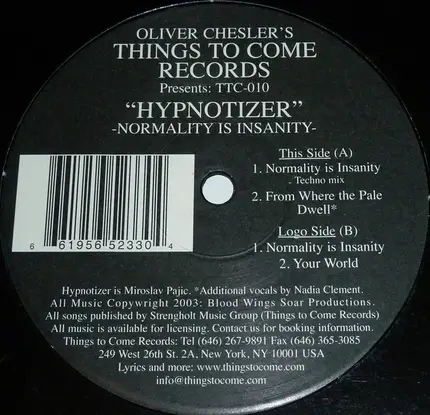 OLIVER CHESLER'S
THINGS TO COME
RECORDS
Presents: TTC-010
"HYPNOTIZER"
-NORMALITY IS INSANITY-
This Side (A)
1. Normality is Insanity
- Techno mix
2. From Where the Pale
Dwell*
Logo Side (B)
1. Normality is Insanity
2. Your World
6 61956 52330 4
Hypnotizer is Miroslav Pajic. *Additional vocals by Nadia Clement.
All Music Copyright 2003: Blood Wings Soar Productions.
All songs published by Strengholt Music Group (Things to Come Records)
All music is available for licensing. Contact us for booking information.
Things to Come Records: Tel (646) 267-9891 Fax (646) 365-3085
249 West 26th St. 2A, New York, NY 10001 USA
Lyrics and more: www.thingstocome.com
info@thingstocome.com